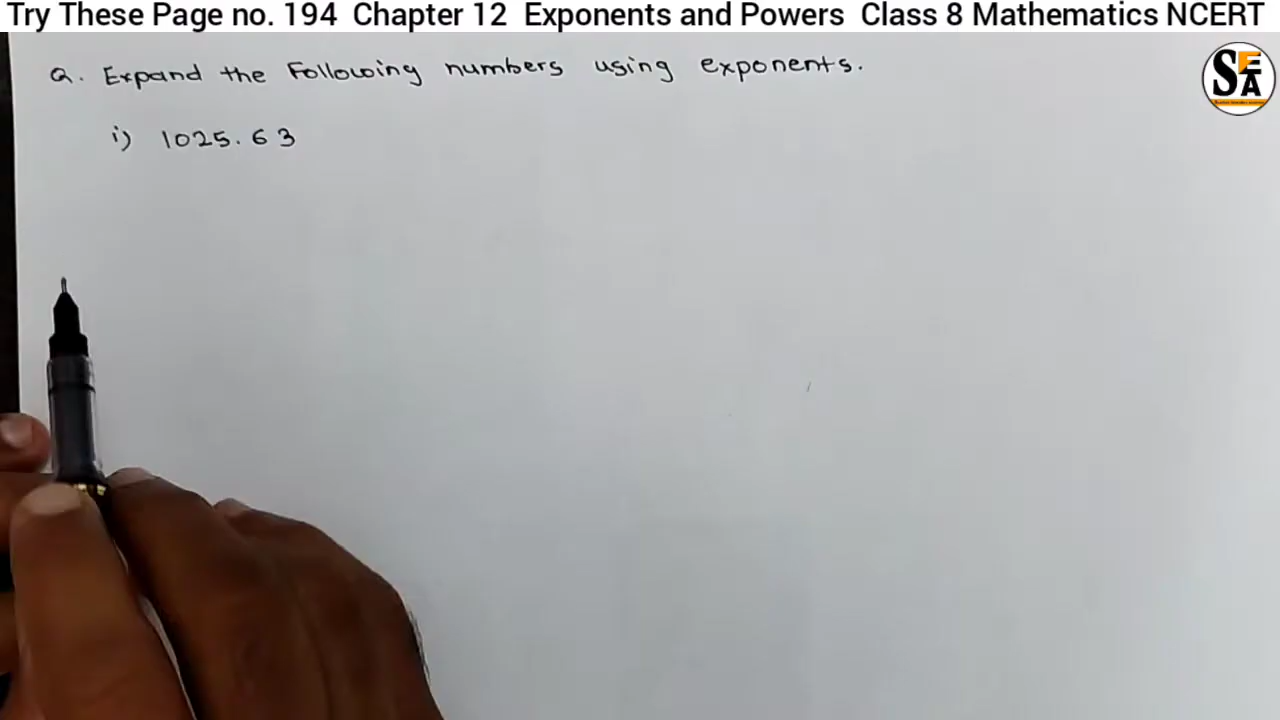 Try These Page no. 194 Chapter 12 Exponents and Powers Class 8 Mathematics NCERT
Q. Expand the Following numbers using exponents.
SEA
i) 1025.63